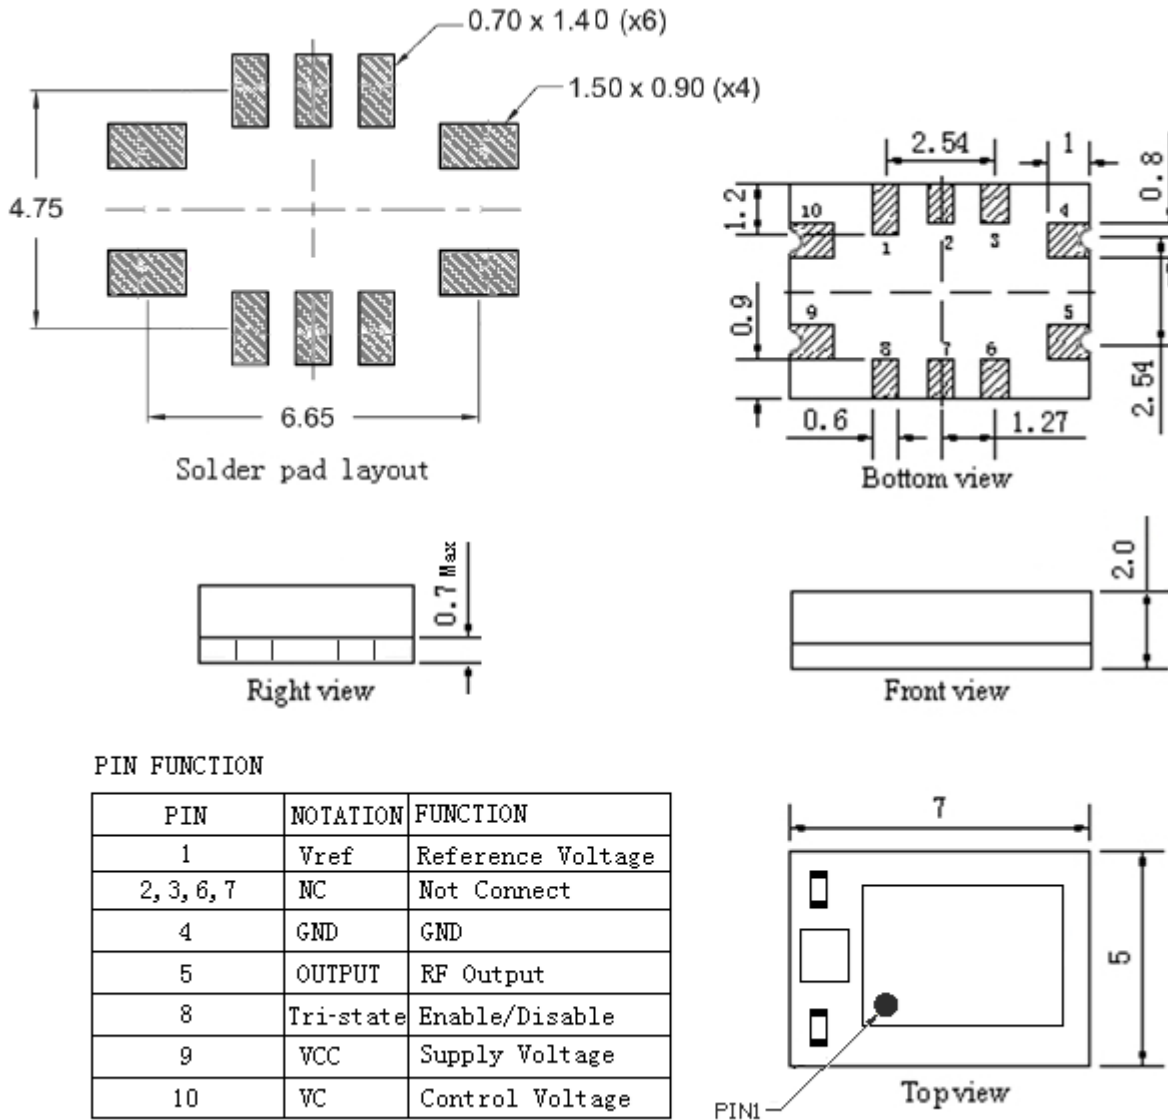 0.70 x 1.40 (x6)
1.50 x 0.90 (x4)
4.75
6.65
Solder pad layout
2.54
1
0.8
1.2
10
4
1
2
3
9
5
0.9
8
7
6
2.54
0.6
1.27
Bottom view
0.7 Max
Right view
2.0
Front view
PIN FUNCTION
PIN NOTATION FUNCTION
1 Vref Reference Voltage
2,3,6,7 NC Not Connect
4 GND GND
5 OUTPUT RF Output
8 Tri-state Enable/Disable
9 VCC Supply Voltage
10 VC Control Voltage
7
5
PIN1
Top view